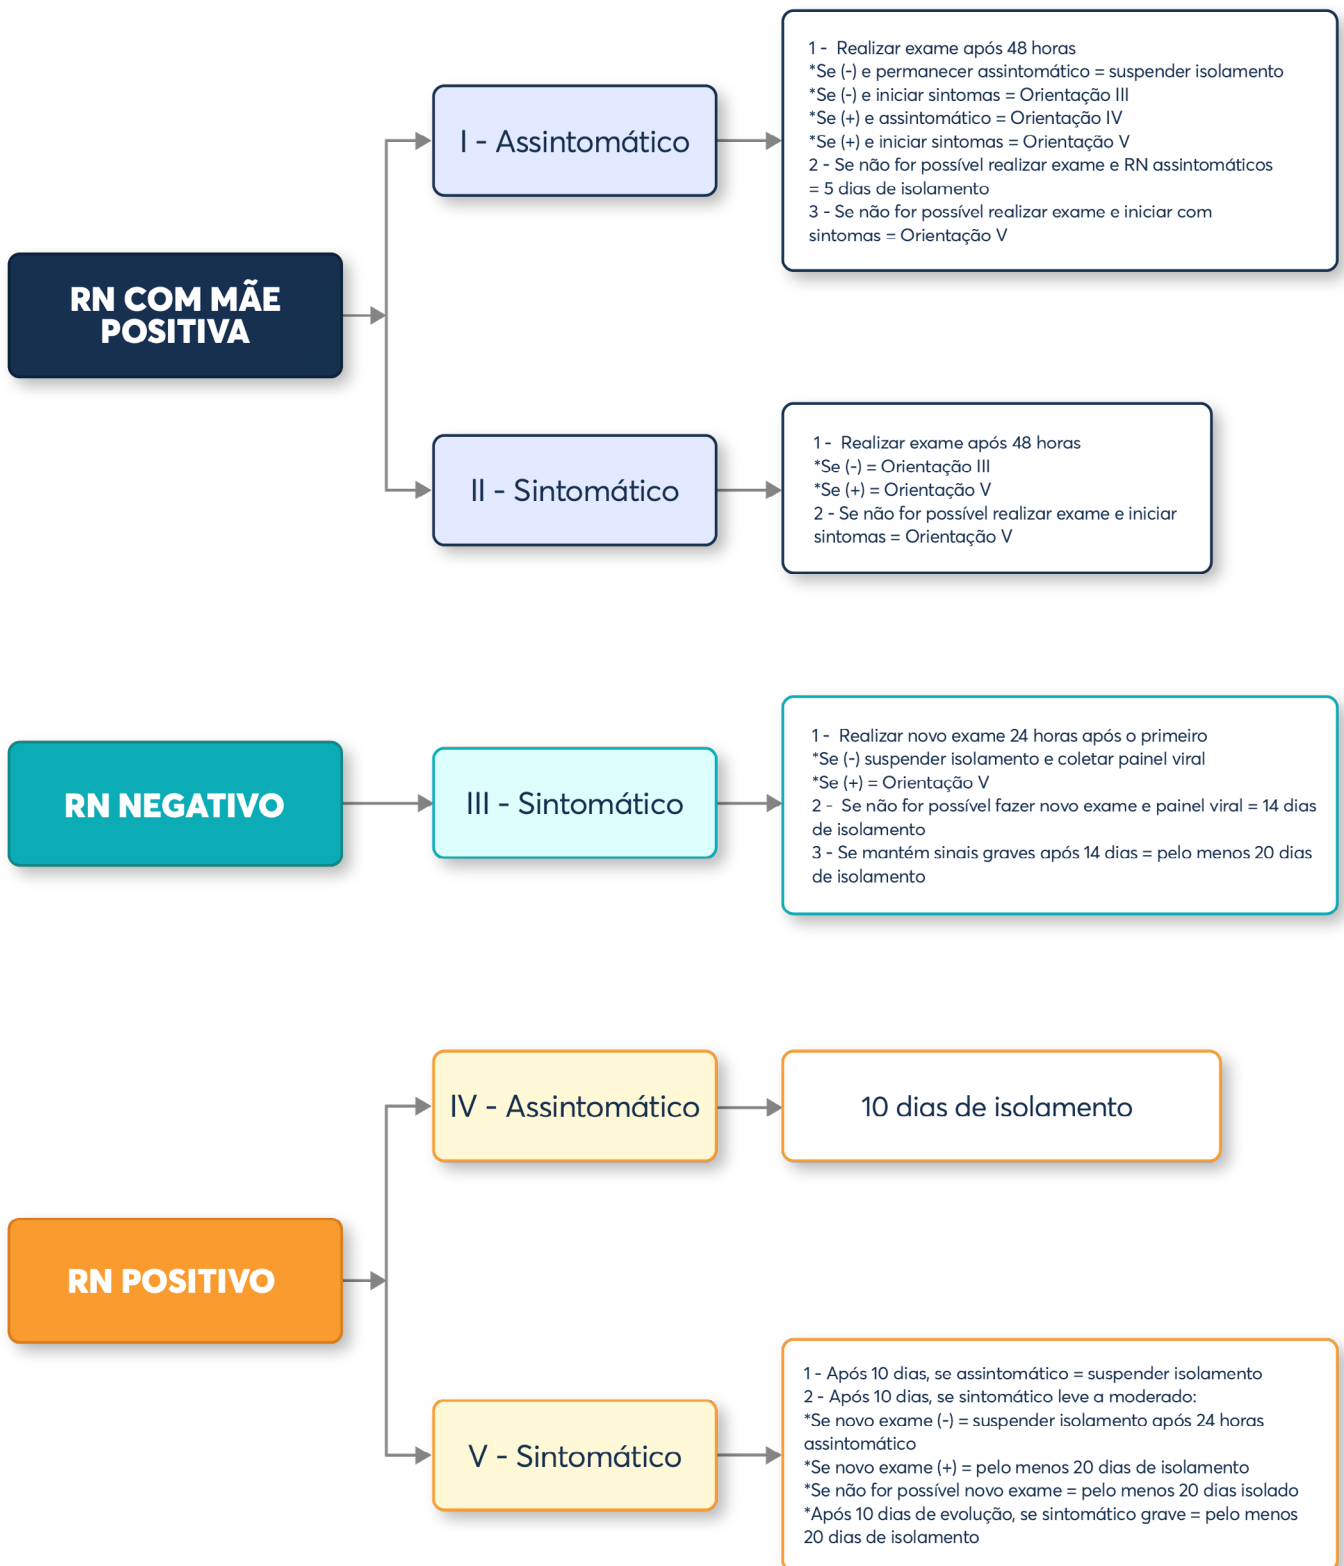 RN COM MÃE
POSITIVA
I - Assintomático
1 - Realizar exame após 48 horas
*Se (-) e permanecer assintomático = suspender isolamento
*Se (-) e iniciar sintomas = Orientação III
*Se (+) e assintomático = Orientação IV
*Se (+) e iniciar sintomas = Orientação V
2 - Se não for possível realizar exame e RN assintomáticos
= 5 dias de isolamento
3 - Se não for possível realizar exame e iniciar com
sintomas = Orientação V
II - Sintomático
1 - Realizar exame após 48 horas
*Se (-) = Orientação III
*Se (+) = Orientação V
2 - Se não for possível realizar exame e iniciar
sintomas = Orientação V
RN NEGATIVO
III - Sintomático
1 - Realizar novo exame 24 horas após o primeiro
*Se (-) suspender isolamento e coletar painel viral
*Se (+) = Orientação V
2 - Se não for possível fazer novo exame e painel viral = 14 dias
de isolamento
3 - Se mantém sinais graves após 14 dias = pelo menos 20 dias
de isolamento
RN POSITIVO
IV - Assintomático
10 dias de isolamento
V - Sintomático
1 - Após 10 dias, se assintomático = suspender isolamento
2 - Após 10 dias, se sintomático leve a moderado:
*Se novo exame (-) = suspender isolamento após 24 horas
assintomático
*Se novo exame (+) = pelo menos 20 dias de isolamento
*Se não for possível novo exame = pelo menos 20 dias isolado
*Após 10 dias de evolução, se sintomático grave = pelo menos
20 dias de isolamento